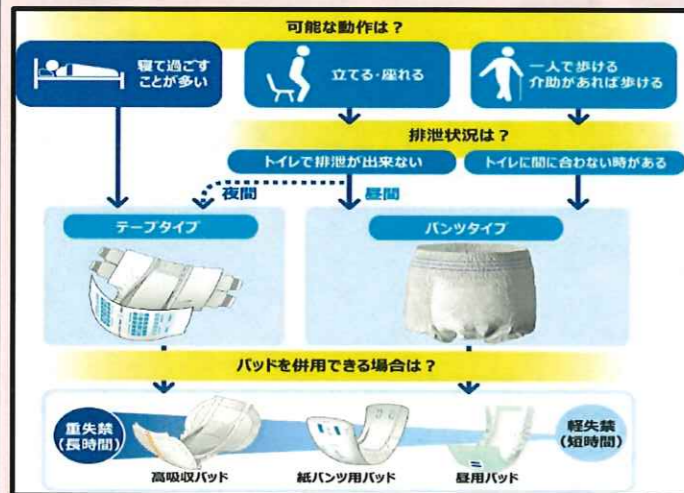 可能な動作は？
寝て過ごす
ことが多い
立てる・座れる
一人で歩ける
介助があれば歩ける
排泄状況は？
トイレで排泄が出来ない
トイレに間に合わない時がある
夜間
昼間
テープタイプ
パンツタイプ
パッドを併用できる場合は？
重失禁
(長時間)
軽失禁
(短時間)
高吸収パッド
紙パンツ用パッド
昼用パッド